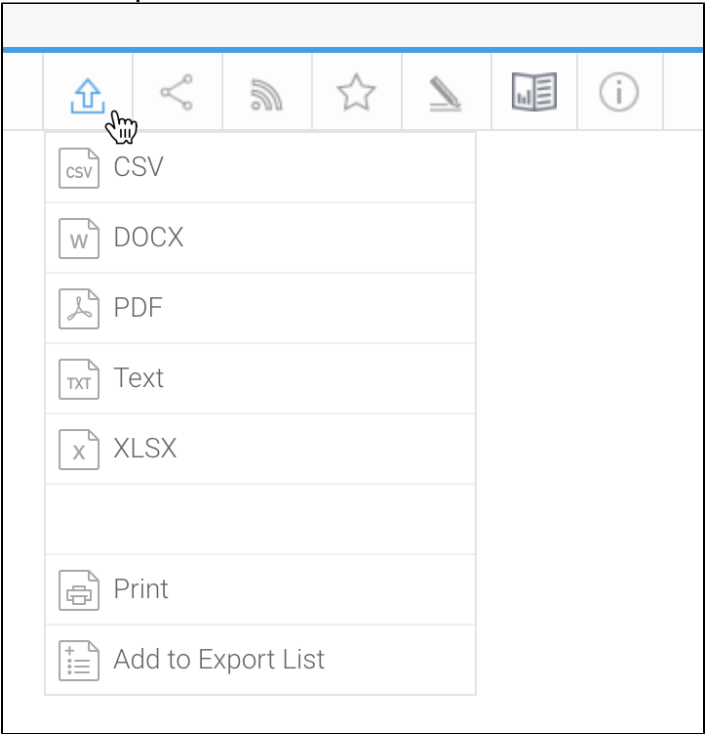 CSV CSV
W DOCX
PDF
TXT Text
X XLSX
Print
Add to Export List